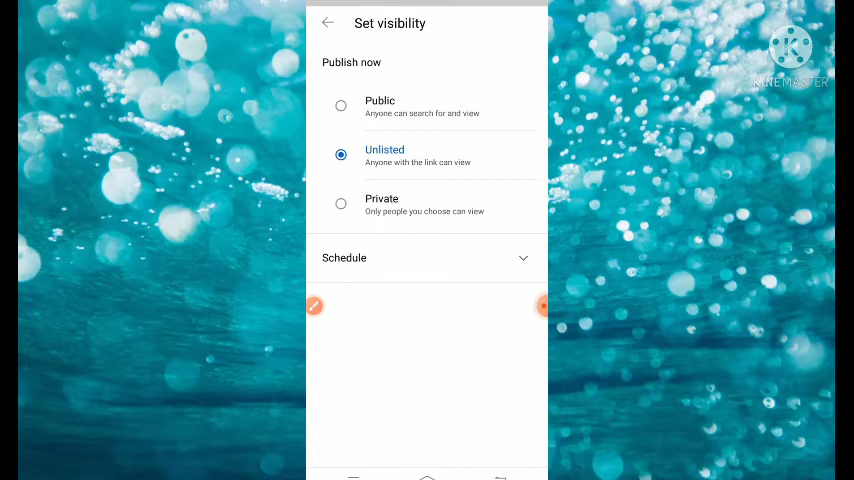 Set visibility
Publish now
Public
Anyone can search for and view
Unlisted
Anyone with the link can view
Private
Only people you choose can view
Schedule
K
KINEMASTER